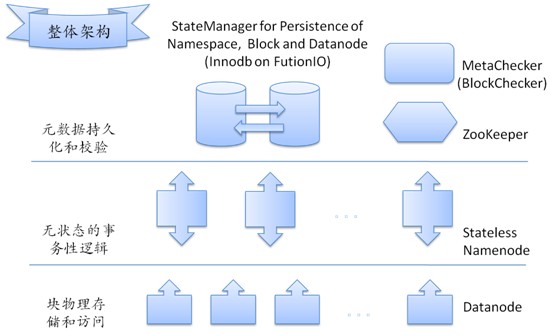 整体架构
StateManager for Persistence of
Namespace, Block and Datanode
(Innodb on FutionIO)
MetaChecker
(BlockChecker)
ZooKeeper
元数据持久
化和校验
无状态的事
务性逻辑
...
Stateless
Namenode
块物理存
储和访问
...
Datanode